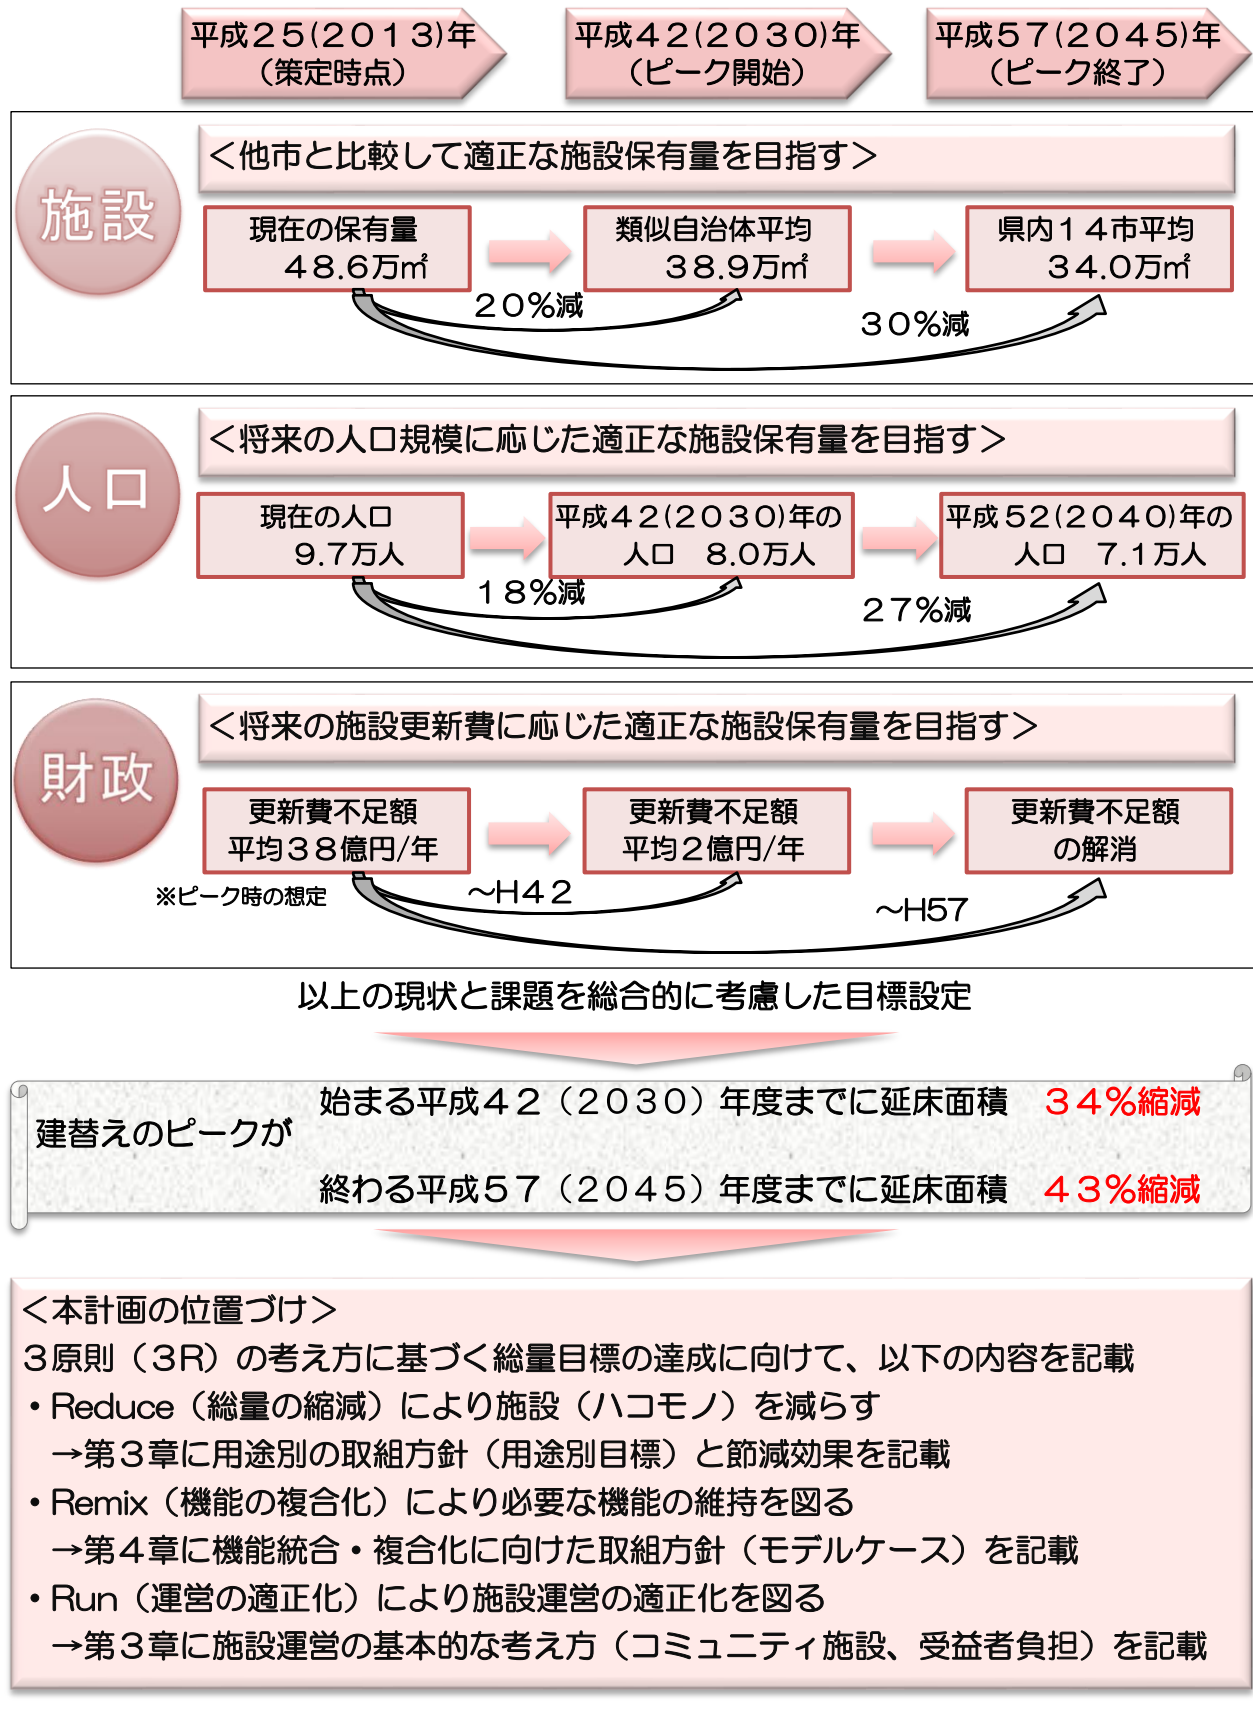 平成２５(２０１３)年
（策定時点）
平成４２(２０３０)年
（ピーク開始）
平成５７(２０４５)年
（ピーク終了）
施設
＜他市と比較して適正な施設保有量を目指す＞
現在の保有量
４８.６万㎡
類似自治体平均
３８.９万㎡
県内１４市平均
３４.０万㎡
２０％減
３０％減
人口
＜将来の人口規模に応じた適正な施設保有量を目指す＞
現在の人口
９.７万人
平成４２(２０３０)年の
人口　８.０万人
平成５２(２０４０)年の
人口　７.１万人
１８％減
２７％減
財政
＜将来の施設更新費に応じた適正な施設保有量を目指す＞
更新費不足額
平均３８億円/年
更新費不足額
平均２億円/年
更新費不足額
の解消
※ピーク時の想定
～H４２
～H57
以上の現状と課題を総合的に考慮した目標設定
建替えのピークが
始まる平成４２（２０３０）年度までに延床面積　３４％縮減
終わる平成５７（２０４５）年度までに延床面積　４３％縮減
＜本計画の位置づけ＞
３原則（３R）の考え方に基づく総量目標の達成に向けて、以下の内容を記載
・Reduce（総量の縮減）により施設（ハコモノ）を減らす
→第３章に用途別の取組方針（用途別目標）と節減効果を記載
・Remix（機能の複合化）により必要な機能の維持を図る
→第４章に機能統合・複合化に向けた取組方針（モデルケース）を記載
・Run（運営の適正化）により施設運営の適正化を図る
→第３章に施設運営の基本的な考え方（コミュニティ施設、受益者負担）を記載